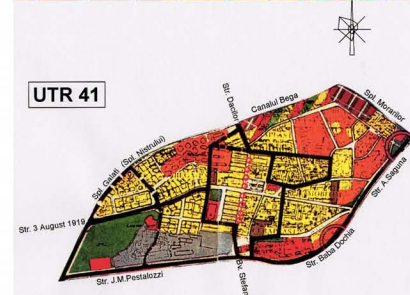 UTR 41
Str. Dacilor
Canalul Bega
Spl. Morarilor
Spl. Galati (Spl. Nistrului)
Str. A.Saguna
Str. 3 August 1919
Str. J.M.Pestalozzi
Bv. Stefan
Str. Baba Dochia